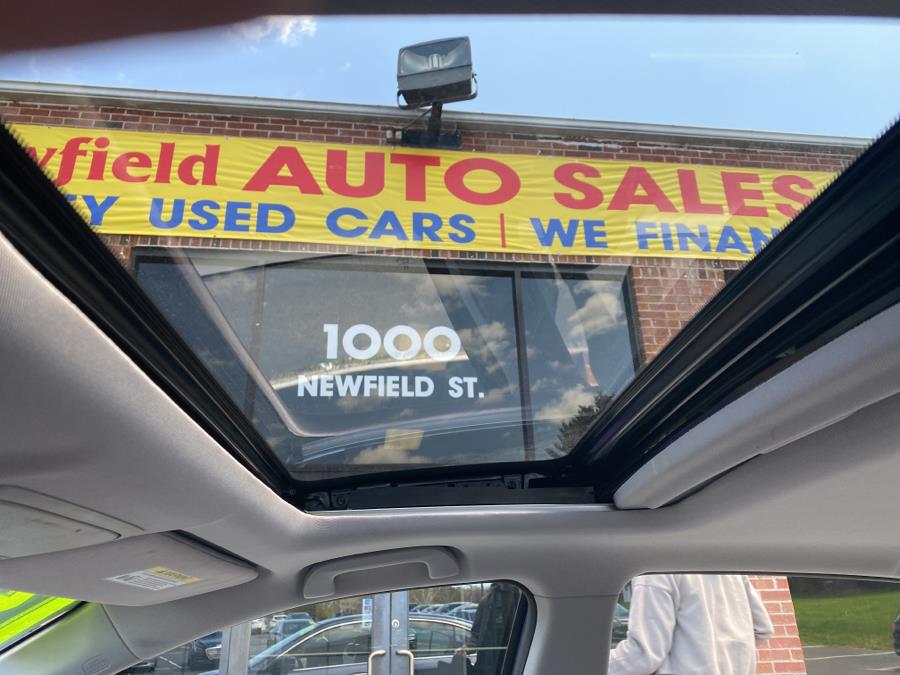 wfield AUTO SALES
TY USED CARS | WE FINAN
1000
NEWFIELD ST.